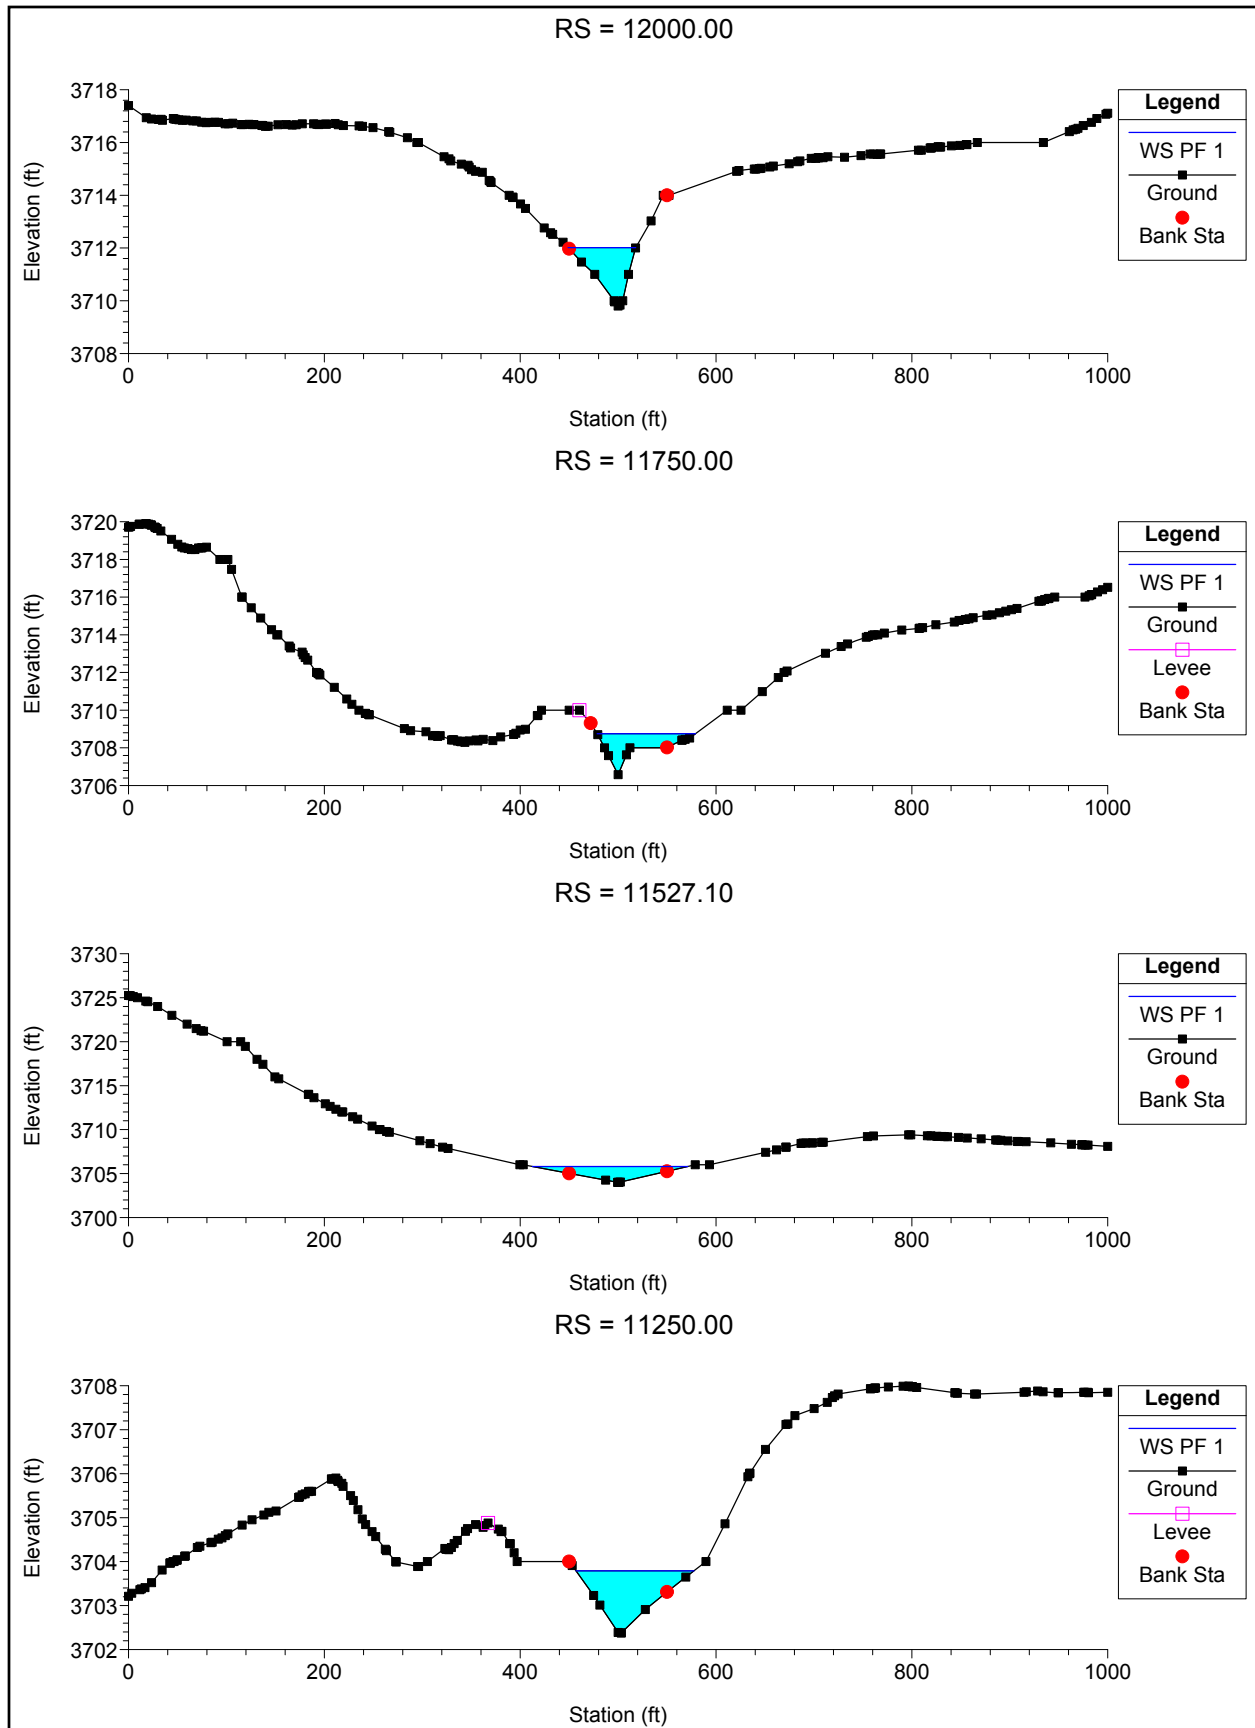 RS = 12000.00
Elevation (ft)
3718
3716
3714
3712
3710
3708
0 200 400 600 800 1000
Station (ft)
Legend
WS PF 1
Ground
Bank Sta
RS = 11750.00
Elevation (ft)
3720
3718
3716
3714
3712
3710
3708
3706
0 200 400 600 800 1000
Station (ft)
Legend
WS PF 1
Ground
Levee
Bank Sta
RS = 11527.10
Elevation (ft)
3730
3725
3720
3715
3710
3705
3700
0 200 400 600 800 1000
Station (ft)
Legend
WS PF 1
Ground
Bank Sta
RS = 11250.00
Elevation (ft)
3708
3707
3706
3705
3704
3703
3702
0 200 400 600 800 1000
Station (ft)
Legend
WS PF 1
Ground
Levee
Bank Sta